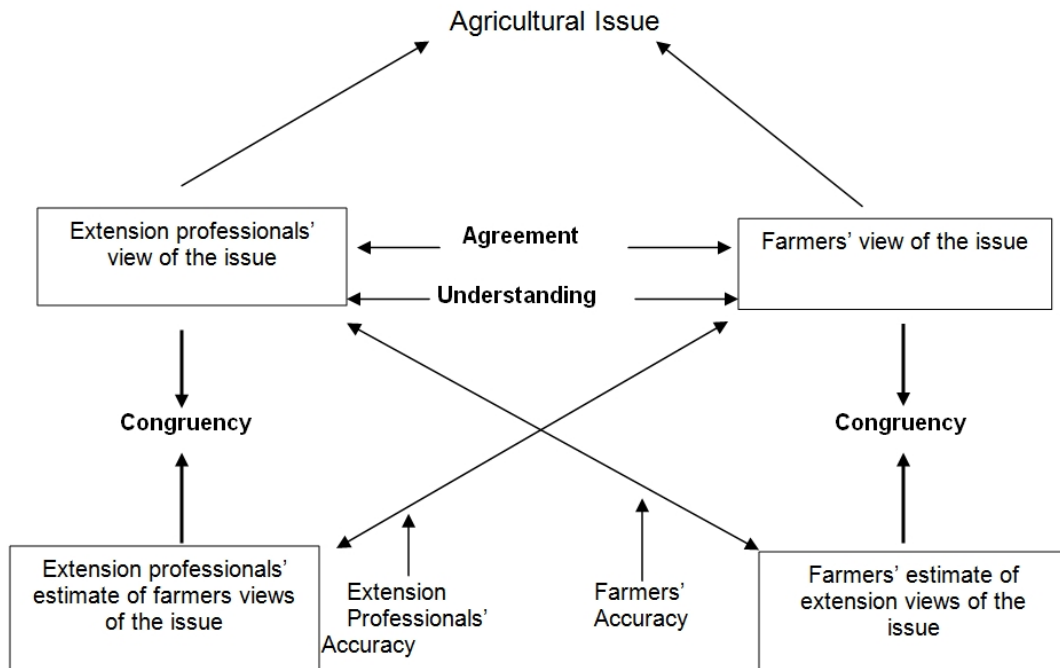 Agricultural Issue
Extension professionals'
view of the issue
Agreement
Understanding
Farmers' view of the issue
Congruency
Congruency
Extension professionals'
estimate of farmers views
of the issue
Extension
Professionals'
Accuracy
Farmers'
Accuracy
Farmers' estimate of
extension views of the
issue